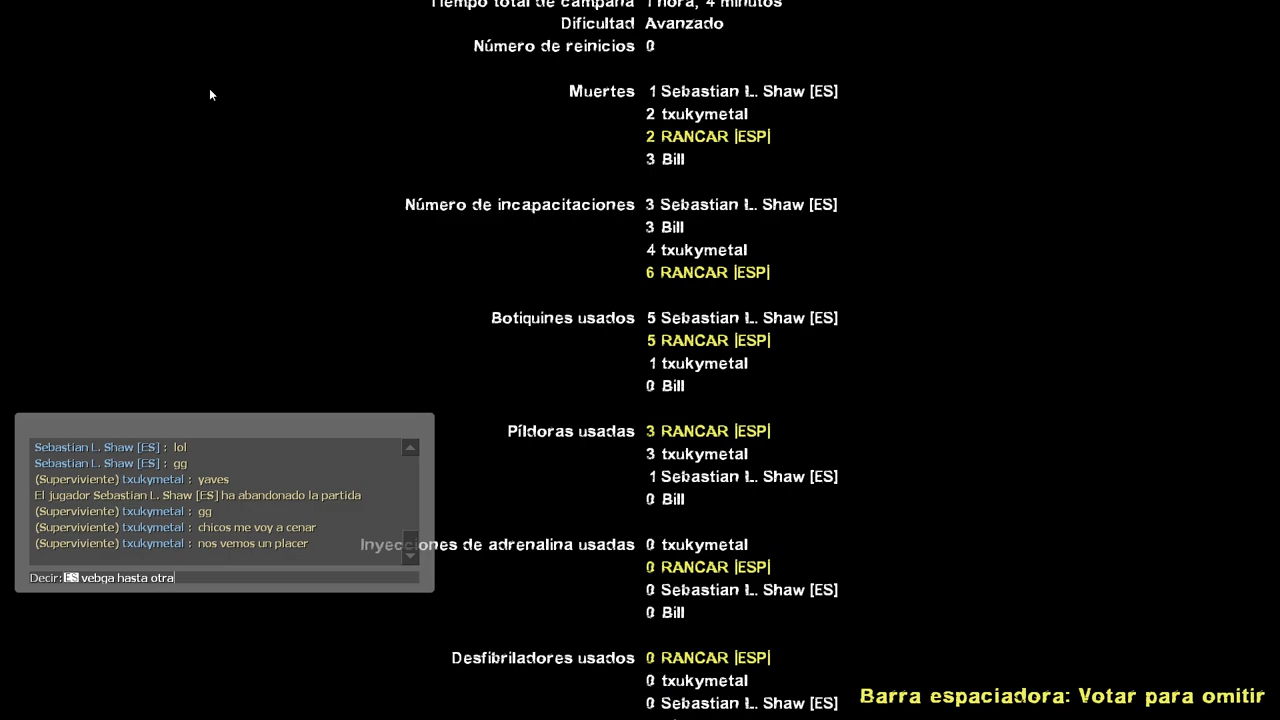 Tiempo total de campaña 1 hora, 4 minutos
Dificultad Avanzado
Número de reinicios 0
Muertes 1 Sebastian L. Shaw [ES]
2 txukymetal
2 RANCAR |ESP|
3 Bill
Número de incapacitaciones 3 Sebastian L. Shaw [ES]
3 Bill
4 txukymetal
6 RANCAR |ESP|
Botiquines usados 5 Sebastian L. Shaw [ES]
5 RANCAR |ESP|
1 txukymetal
0 Bill
Píldoras usadas 3 RANCAR |ESP|
3 txukymetal
1 Sebastian L. Shaw [ES]
0 Bill
Inyecciones de adrenalina usadas 0 txukymetal
0 RANCAR |ESP|
0 Sebastian L. Shaw [ES]
0 Bill
Desfibriladores usados 0 RANCAR |ESP|
0 txukymetal
0 Sebastian L. Shaw [ES]
Sebastian L. Shaw [ES] : lol
Sebastian L. Shaw [ES] : gg
(Superviviente) txukymetal : yaves
El jugador Sebastian L. Shaw [ES] ha abandonado la partida
(Superviviente) txukymetal : gg
(Superviviente) txukymetal : chicos me voy a cenar
(Superviviente) txukymetal : nos vemos un placer
Decir: ES vebga hasta otra
Barra espaciadora: Votar para omitir